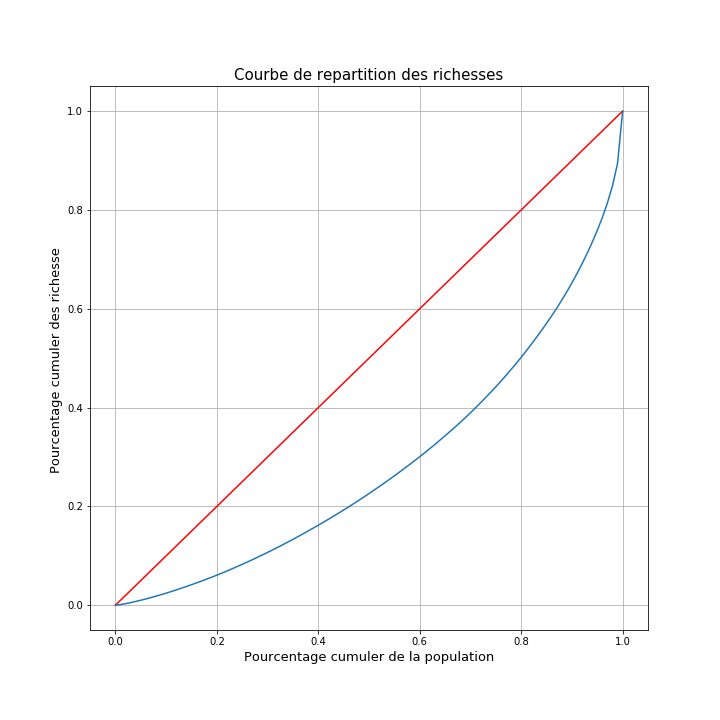 Courbe de repartition des richesses
Pourcentage cumuler des richesse
1.0
0.8
0.6
0.4
0.2
0.0
0.0 0.2 0.4 0.6 0.8 1.0
Pourcentage cumuler de la population